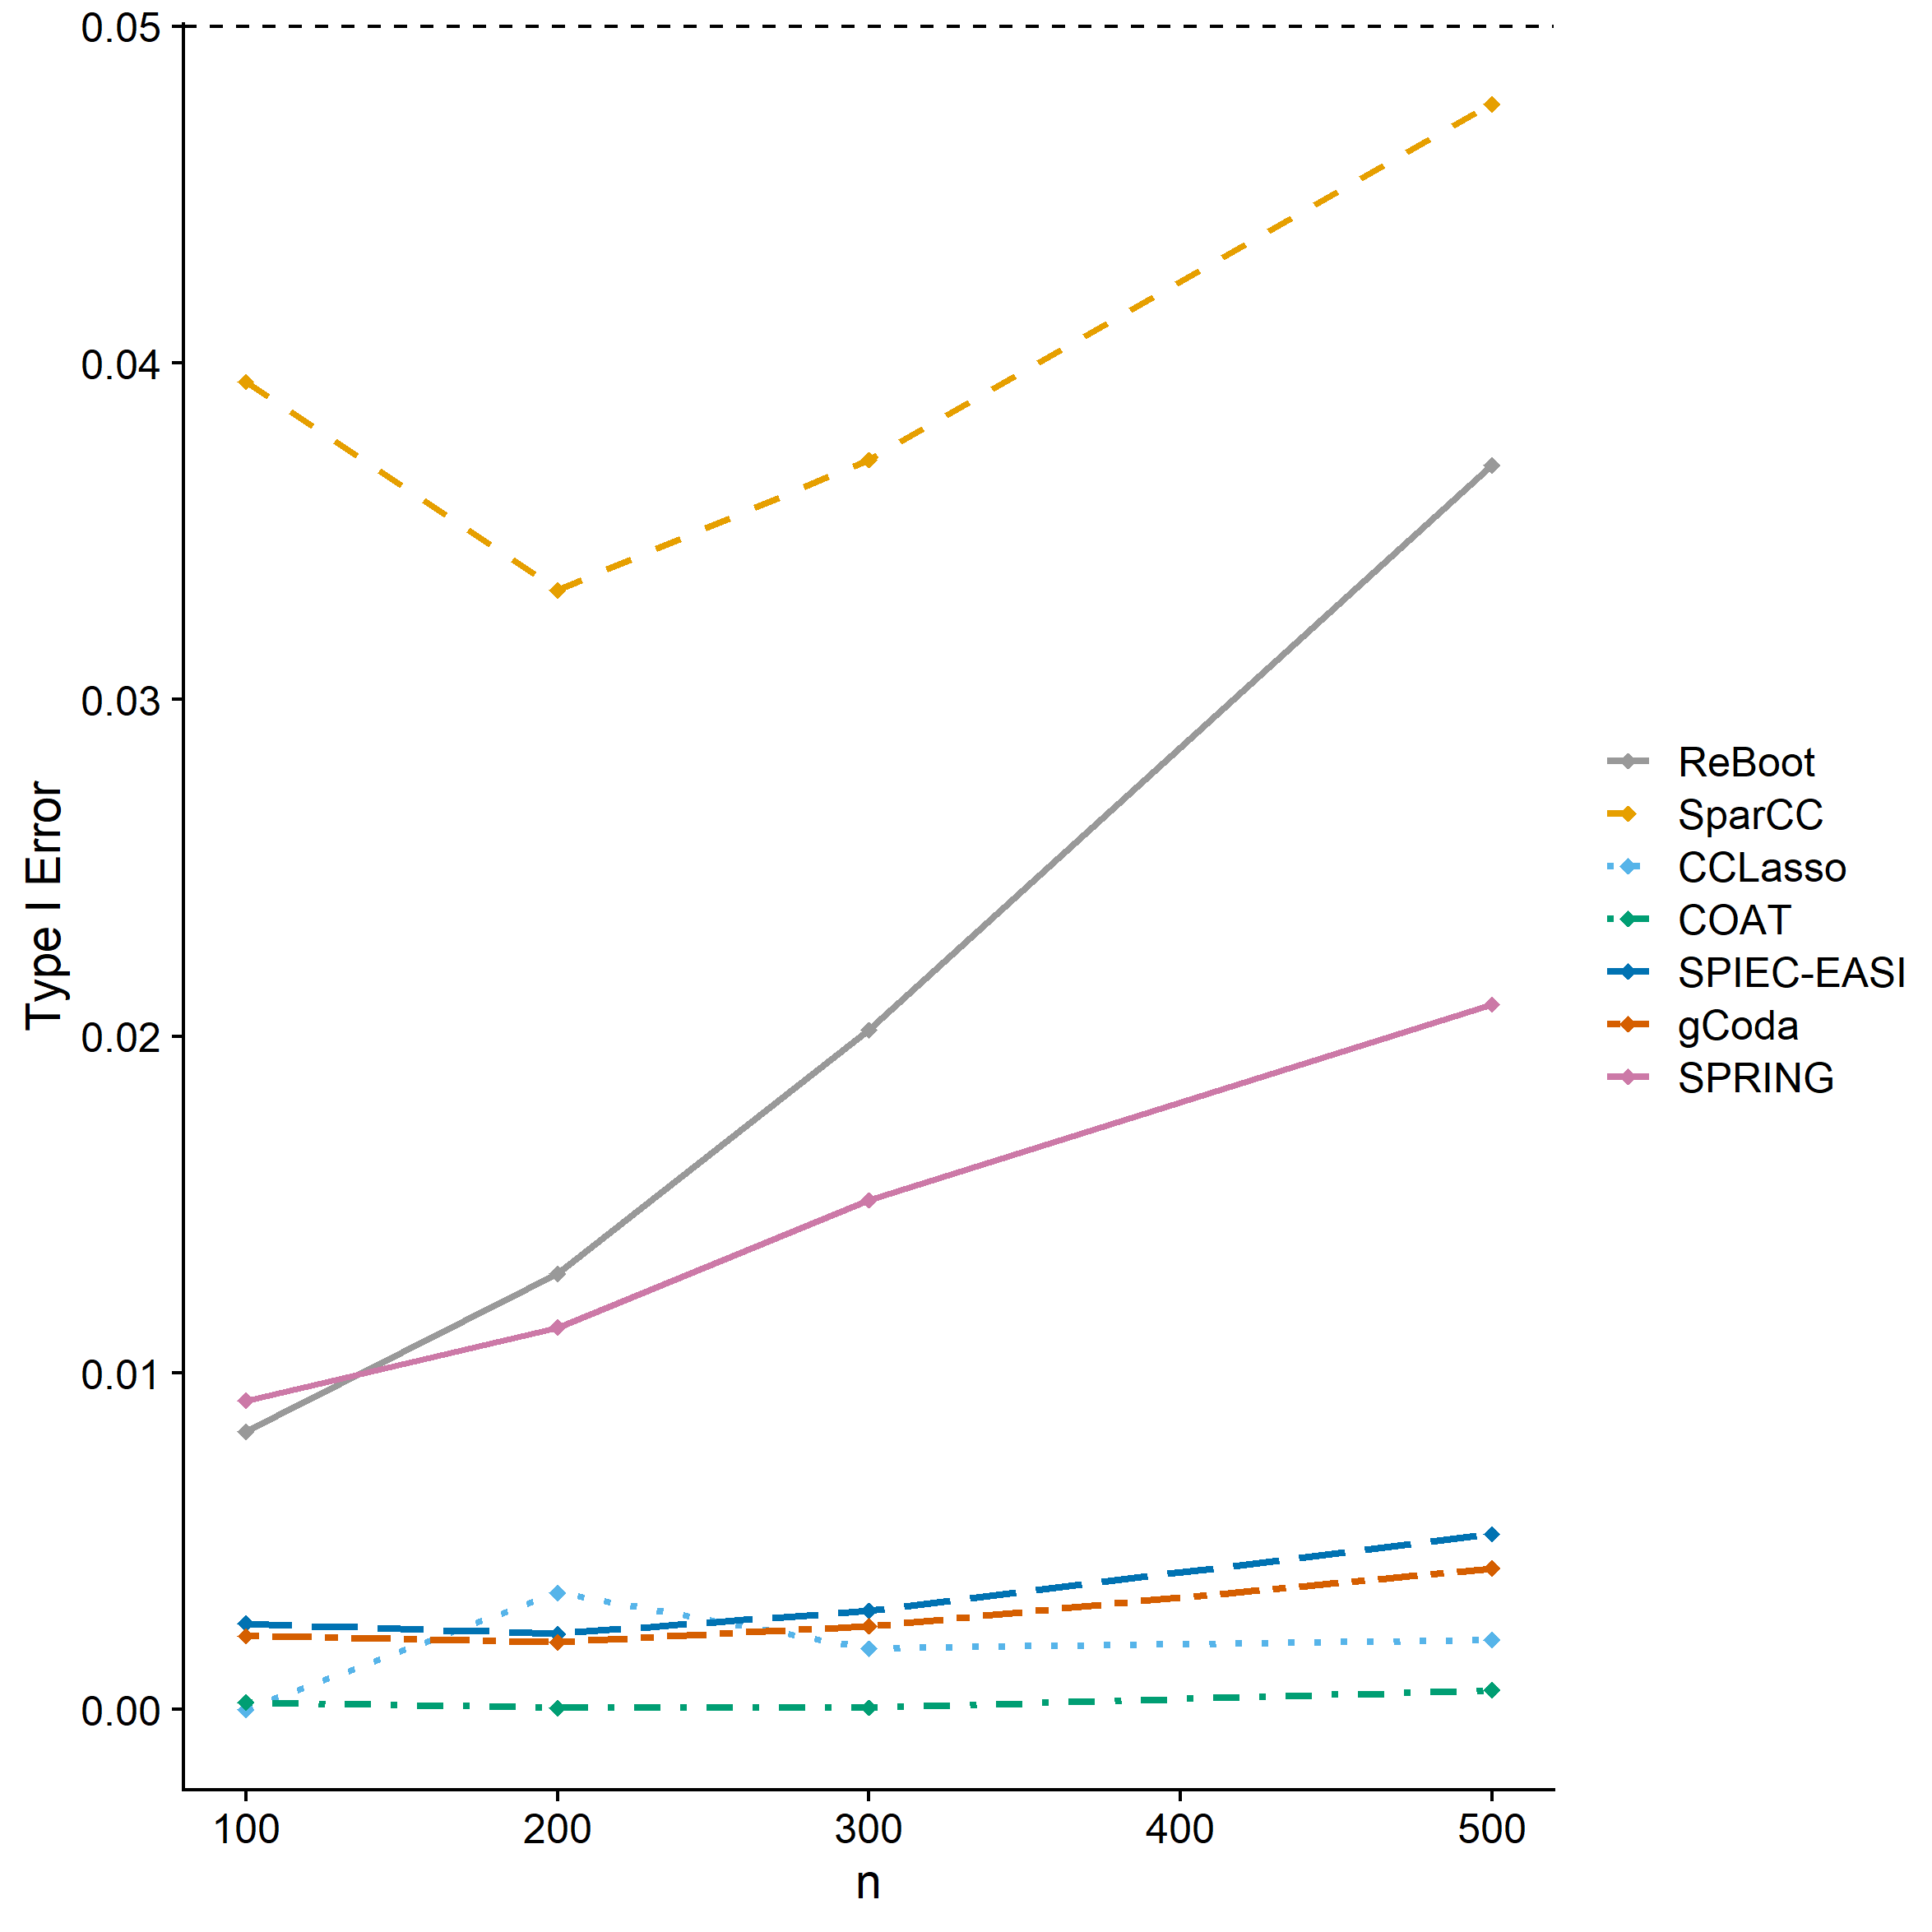 0.05
0.04
0.03
0.02
0.01
0.00
Type I Error
100 200 300 400 500
n
ReBoot
SparCC
CCLasso
COAT
SPIEC-EASI
gCoda
SPRING